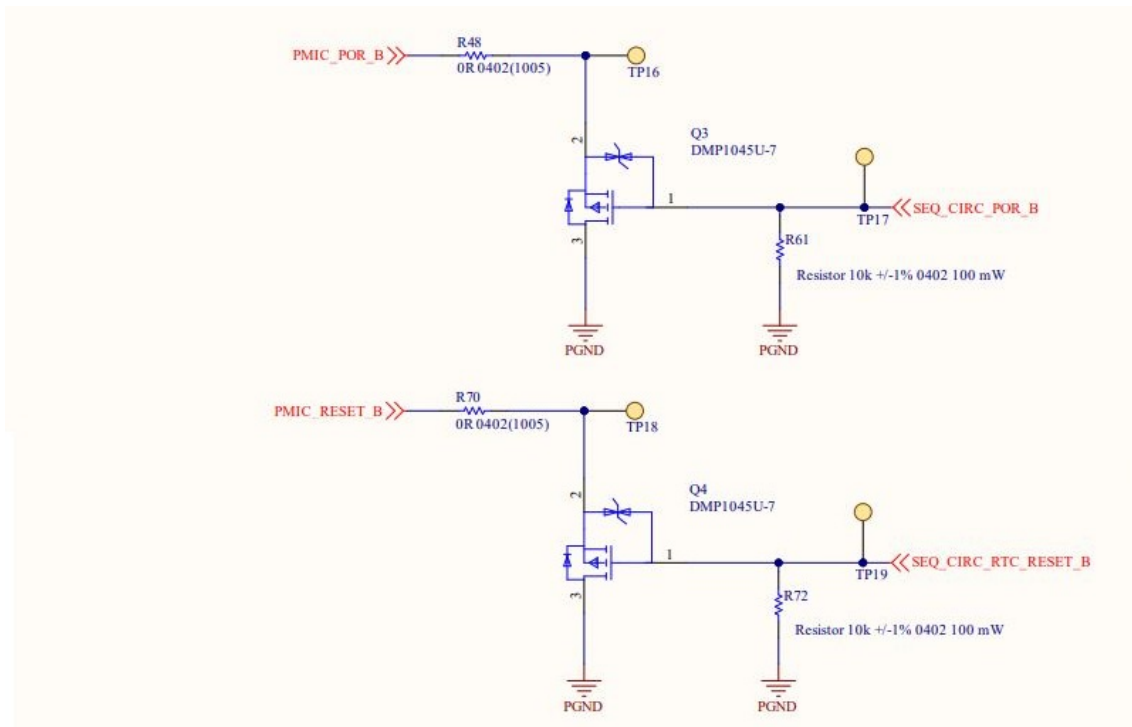 R48
PMIC_POR_B
0R 0402(1005)
TP16
Q3
DMP1045U-7
2
1
3
TP17
SEQ_CIRC_POR_B
R61
Resistor 10k +/-1% 0402 100 mW
PGND
PGND
R70
PMIC_RESET_B
0R 0402(1005)
TP18
Q4
DMP1045U-7
2
1
3
TP19
SEQ_CIRC_RTC_RESET_B
R72
Resistor 10k +/-1% 0402 100 mW
PGND
PGND